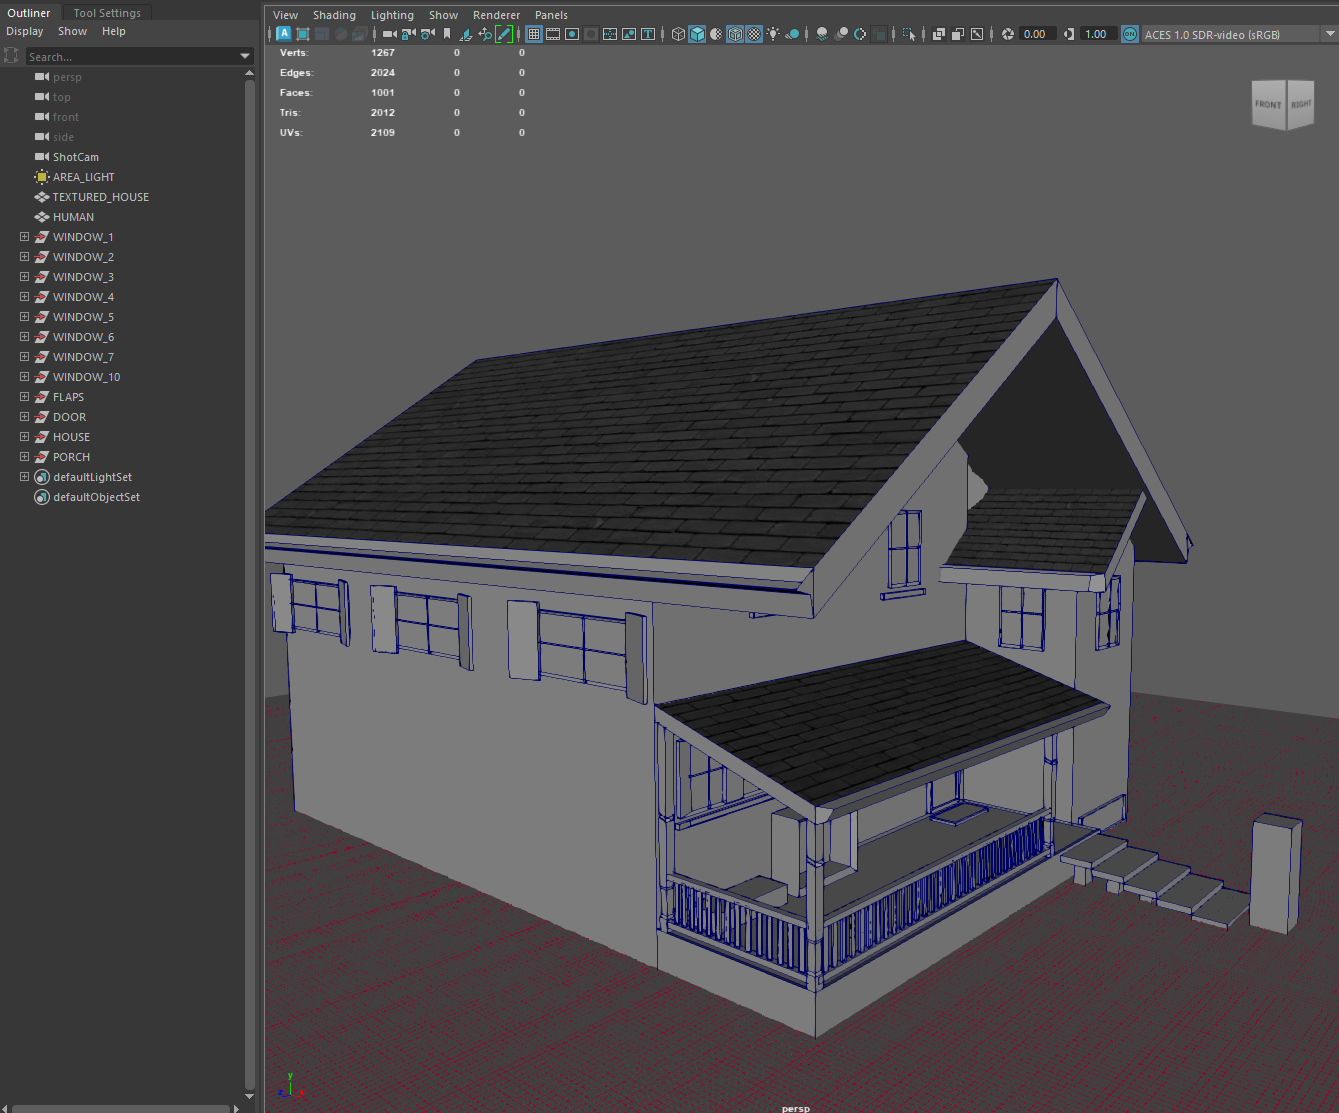 Outliner
Tool Settings
Display Show Help
Search...
persp
top
front
side
ShotCam
AREA_LIGHT
TEXTURED_HOUSE
HUMAN
WINDOW_1
WINDOW_2
WINDOW_3
WINDOW_4
WINDOW_5
WINDOW_6
WINDOW_7
WINDOW_10
FLAPS
DOOR
HOUSE
PORCH
defaultLightSet
defaultObjectSet
View Shading Lighting Show Renderer Panels
A T 0.00 1.00 ON ACES 1.0 SDR-video (sRGB)
Verts: 1267 0 0
Edges: 2024 0 0
Faces: 1001 0 0
Tris: 2012 0 0
UVs: 2109 0 0
FRONT RIGHT
y
persp